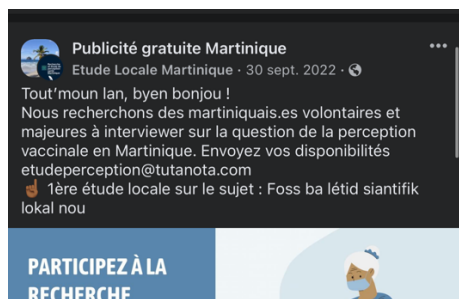 Publicité gratuite Martinique
Etude Locale Martinique · 30 sept. 2022 ·
Tout’moun lan, byen bonjou !
Nous recherchons des martiniquais.es volontaires et
majeures à interviewer sur la question de la perception
vaccinale en Martinique. Envoyez vos disponibilités
etudeperception@tutanota.com
☝🏾 1ère étude locale sur le sujet : Foss ba létid siantifik
lokal nou
PARTICIPEZ À LA
RECHERCHE